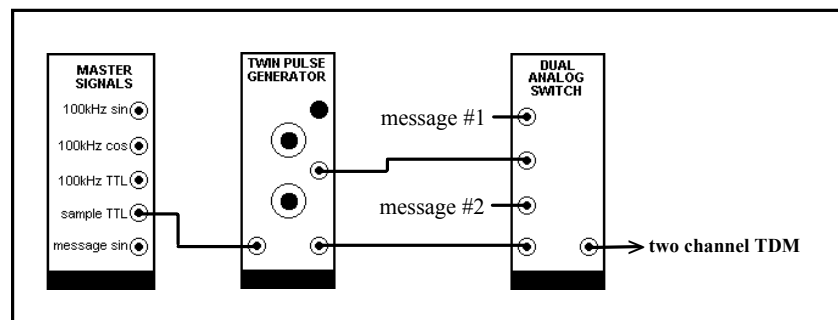 MASTER
SIGNALS
100kHz sin
100kHz cos
100kHz TTL
sample TTL
message sin
TWIN PULSE
GENERATOR
DUAL
ANALOG
SWITCH
message #1
message #2
two channel TDM